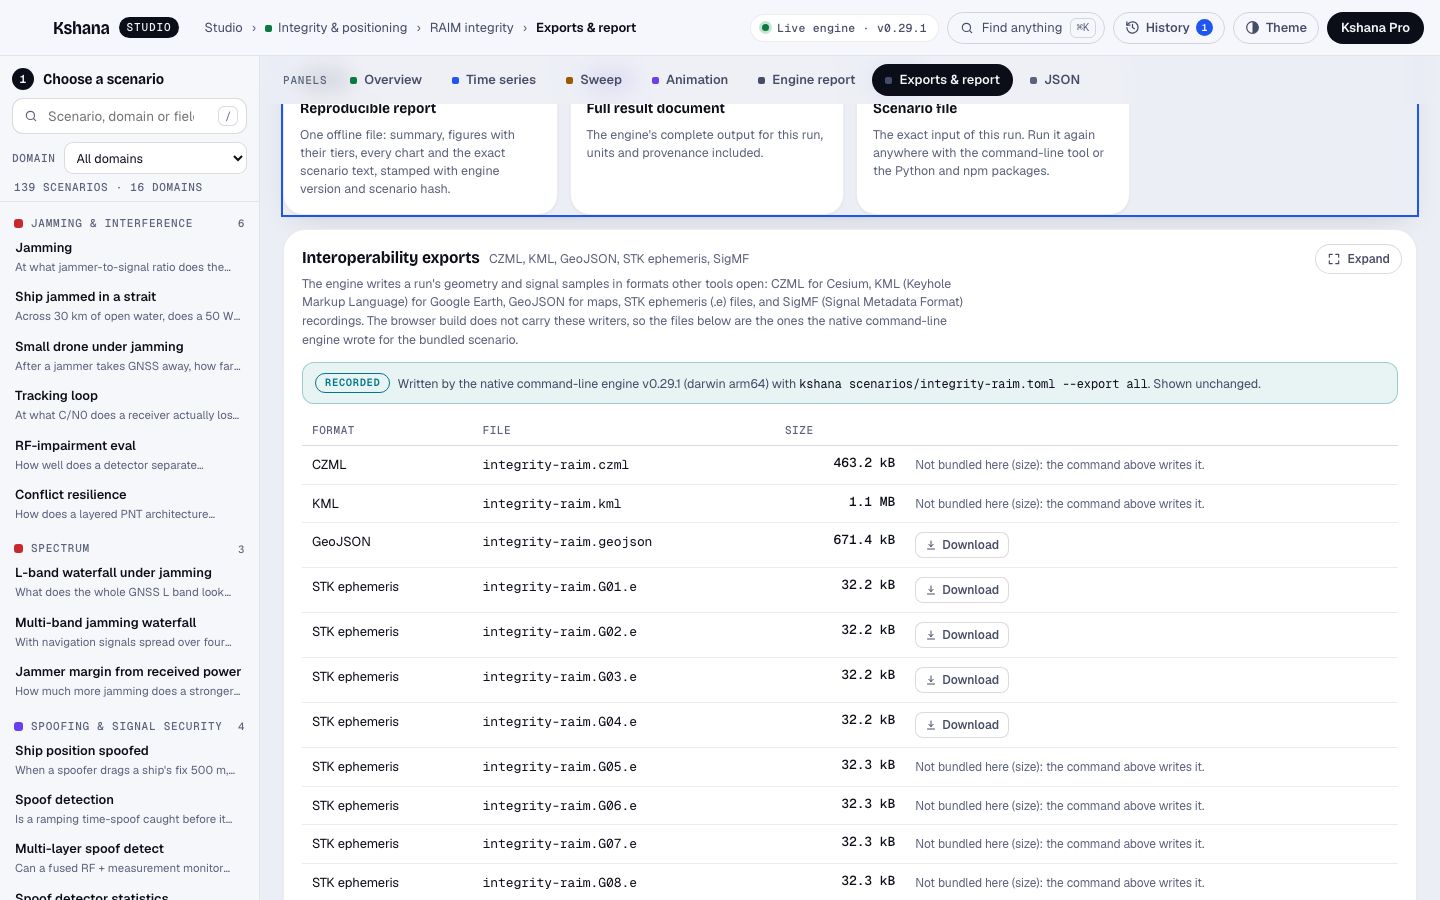 Kshana STUDIO
Studio › Integrity & positioning › RAIM integrity › Exports & report
Live engine · v0.29.1
Find anything ⌘K
History 1
Theme
Kshana Pro
1 Choose a scenario
Scenario, domain or fiel /
DOMAIN All domains
139 SCENARIOS · 16 DOMAINS
JAMMING & INTERFERENCE 6
Jamming
At what jammer-to-signal ratio does the…
Ship jammed in a strait
Across 30 km of open water, does a 50 W…
Small drone under jamming
After a jammer takes GNSS away, how far…
Tracking loop
At what C/N0 does a receiver actually los…
RF-impairment eval
How well does a detector separate…
Conflict resilience
How does a layered PNT architecture…
SPECTRUM 3
L-band waterfall under jamming
What does the whole GNSS L band look…
Multi-band jamming waterfall
With navigation signals spread over four…
Jammer margin from received power
How much more jamming does a stronger…
SPOOFING & SIGNAL SECURITY 4
Ship position spoofed
When a spoofer drags a ship's fix 500 m,…
Spoof detection
Is a ramping time-spoof caught before it…
Multi-layer spoof detect
Can a fused RF + measurement monitor…
Spoof detector statistics
PANELS Overview Time series Sweep Animation Engine report Exports & report JSON
Reproducible report
One offline file: summary, figures with
their tiers, every chart and the exact
scenario text, stamped with engine
version and scenario hash.
Full result document
The engine's complete output for this run,
units and provenance included.
Scenario file
The exact input of this run. Run it again
anywhere with the command-line tool or
the Python and npm packages.
Interoperability exports CZML, KML, GeoJSON, STK ephemeris, SigMF
Expand
The engine writes a run's geometry and signal samples in formats other tools open: CZML for Cesium, KML (Keyhole
Markup Language) for Google Earth, GeoJSON for maps, STK ephemeris (.e) files, and SigMF (Signal Metadata Format)
recordings. The browser build does not carry these writers, so the files below are the ones the native command-line
engine wrote for the bundled scenario.
RECORDED Written by the native command-line engine v0.29.1 (darwin arm64) with kshana scenarios/integrity-raim.toml --export all. Shown unchanged.
FORMAT FILE SIZE
CZML integrity-raim.czml 463.2 kB Not bundled here (size): the command above writes it.
KML integrity-raim.kml 1.1 MB Not bundled here (size): the command above writes it.
GeoJSON integrity-raim.geojson 671.4 kB Download
STK ephemeris integrity-raim.G01.e 32.2 kB Download
STK ephemeris integrity-raim.G02.e 32.2 kB Download
STK ephemeris integrity-raim.G03.e 32.2 kB Download
STK ephemeris integrity-raim.G04.e 32.2 kB Download
STK ephemeris integrity-raim.G05.e 32.3 kB Not bundled here (size): the command above writes it.
STK ephemeris integrity-raim.G06.e 32.3 kB Not bundled here (size): the command above writes it.
STK ephemeris integrity-raim.G07.e 32.3 kB Not bundled here (size): the command above writes it.
STK ephemeris integrity-raim.G08.e 32.3 kB Not bundled here (size): the command above writes it.